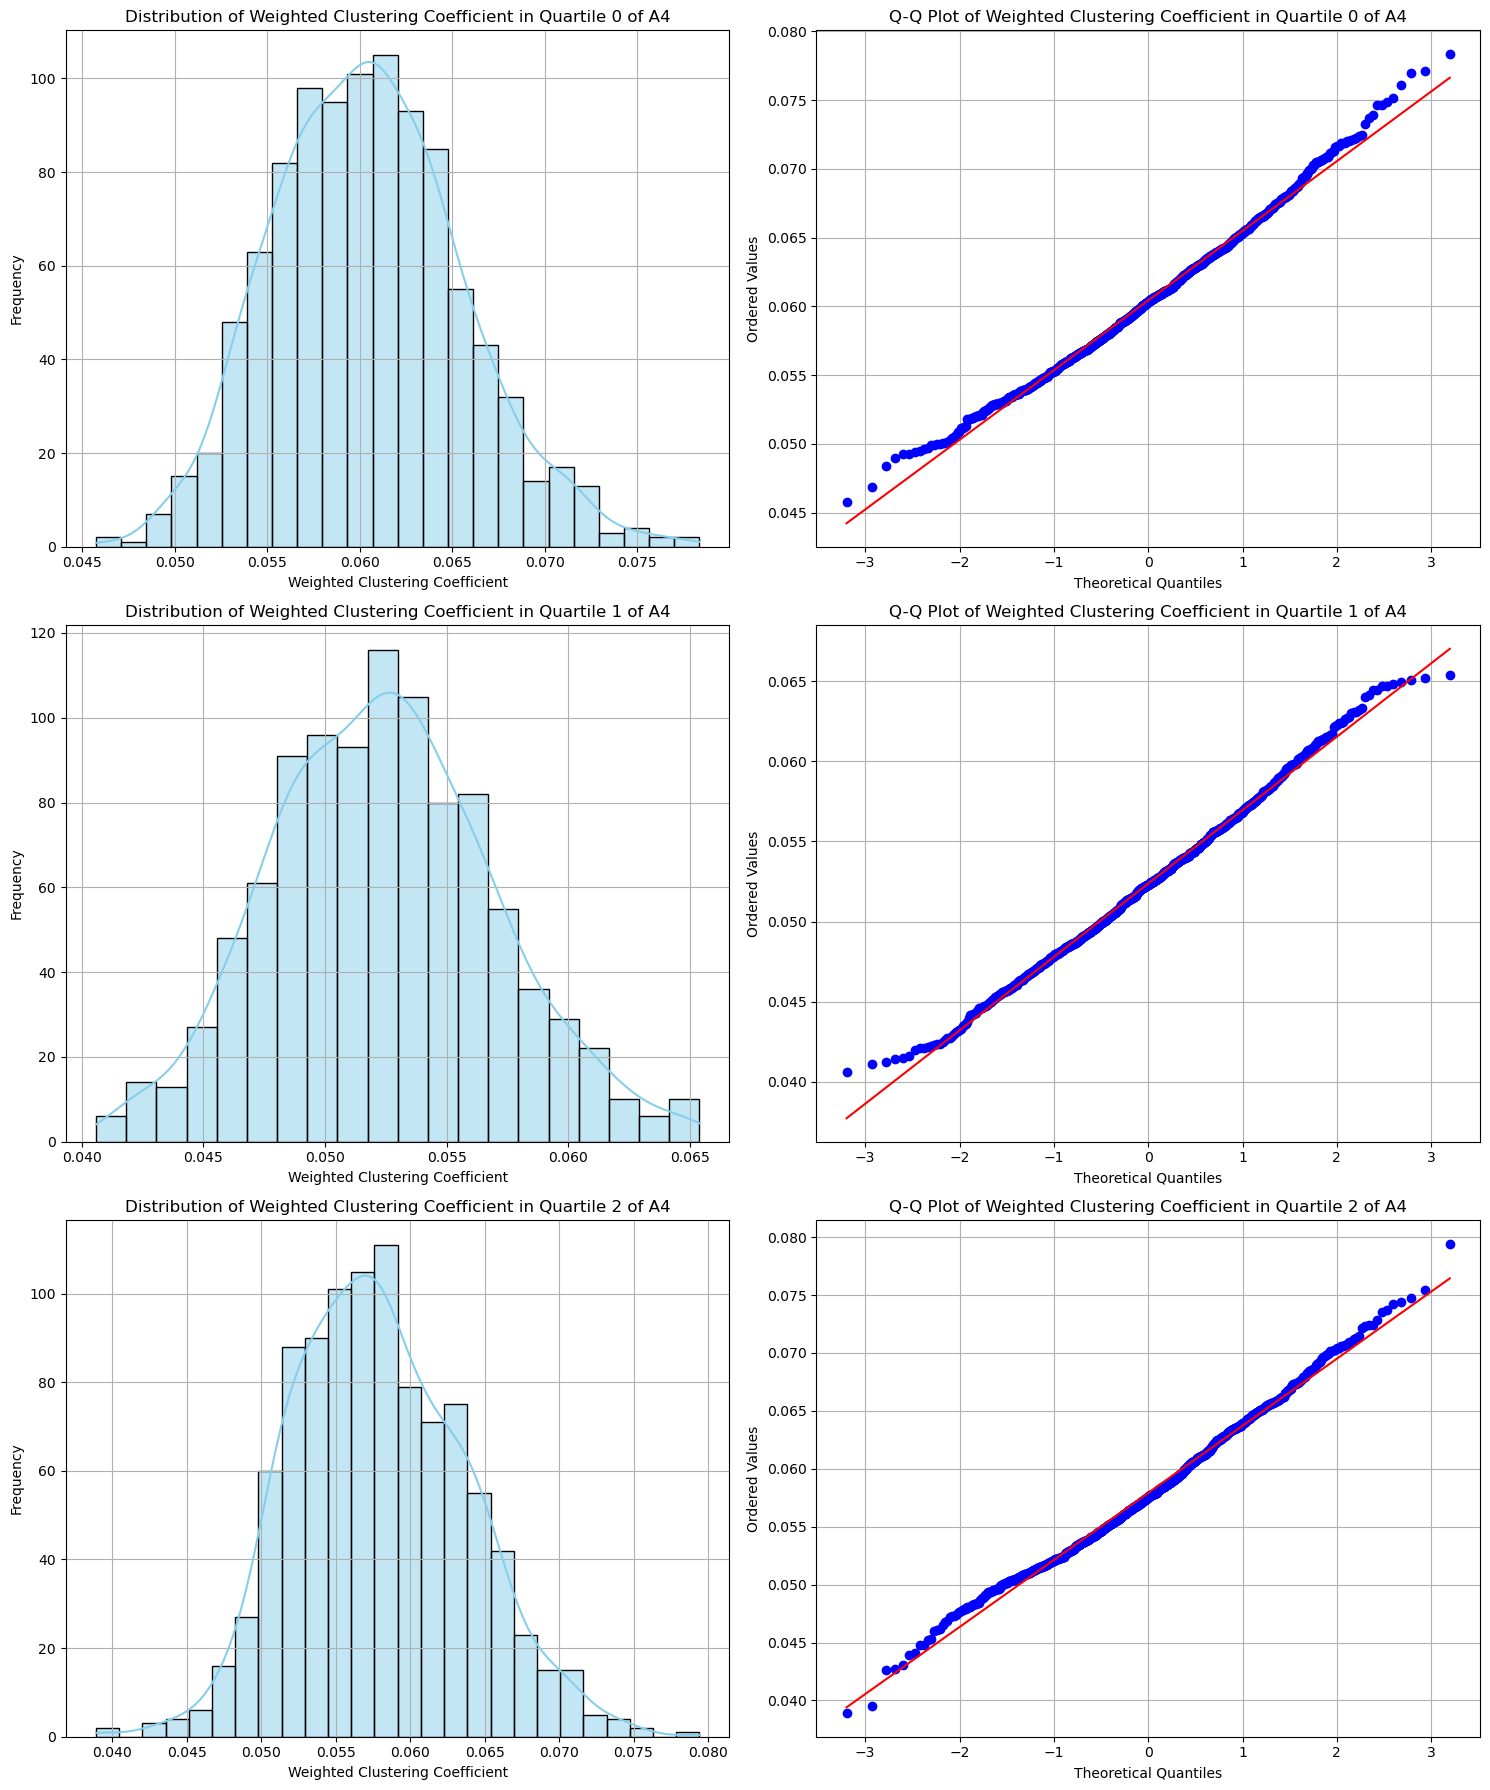 Distribution of Weighted Clustering Coefficient in Quartile 0 of A4
100
80
60
40
20
0
Frequency
0.045 0.050 0.055 0.060 0.065 0.070 0.075
Weighted Clustering Coefficient
Q-Q Plot of Weighted Clustering Coefficient in Quartile 0 of A4
0.080
0.075
0.070
0.065
0.060
0.055
0.050
0.045
Ordered Values
−3 −2 −1 0 1 2 3
Theoretical Quantiles
Distribution of Weighted Clustering Coefficient in Quartile 1 of A4
120
100
80
60
40
20
0
Frequency
0.040 0.045 0.050 0.055 0.060 0.065
Weighted Clustering Coefficient
Q-Q Plot of Weighted Clustering Coefficient in Quartile 1 of A4
0.065
0.060
0.055
0.050
0.045
0.040
Ordered Values
−3 −2 −1 0 1 2 3
Theoretical Quantiles
Distribution of Weighted Clustering Coefficient in Quartile 2 of A4
100
80
60
40
20
0
Frequency
0.040 0.045 0.050 0.055 0.060 0.065 0.070 0.075 0.080
Weighted Clustering Coefficient
Q-Q Plot of Weighted Clustering Coefficient in Quartile 2 of A4
0.080
0.075
0.070
0.065
0.060
0.055
0.050
0.045
0.040
Ordered Values
−3 −2 −1 0 1 2 3
Theoretical Quantiles